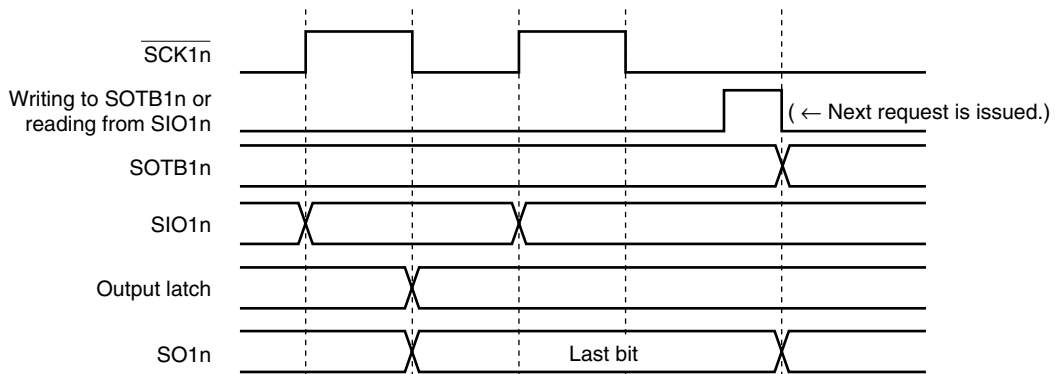 SCK1n
Writing to SOTB1n or
reading from SIO1n
( ← Next request is issued.)
SOTB1n
SIO1n
Output latch
SO1n
Last bit